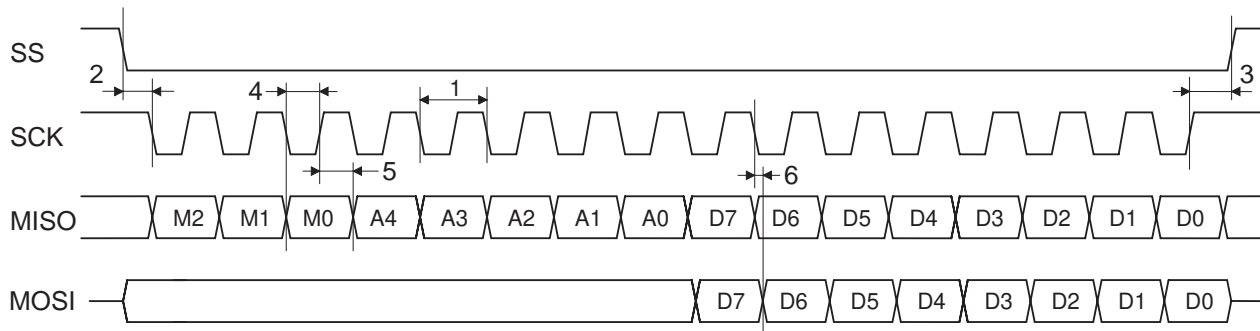 SS
2
3
4
1
SCK
5
6
MISO M2 M1 M0 A4 A3 A2 A1 A0 D7 D6 D5 D4 D3 D2 D1 D0
MOSI D7 D6 D5 D4 D3 D2 D1 D0